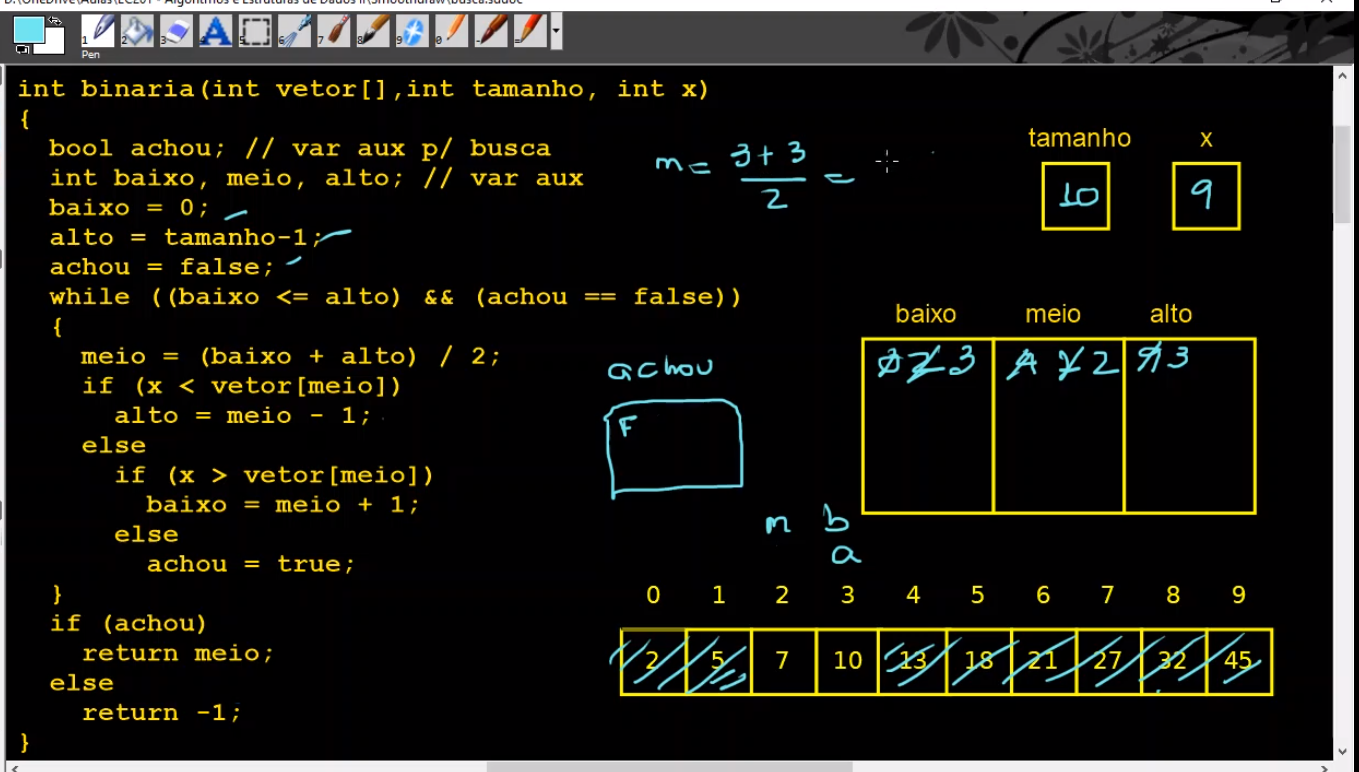 D:\OneDrive\Aulas\EC201 - Algoritmos e Estruturas de Dados II\Smoothdraw\busca.sddoc
1 2 3 4 5 6 7 8 9 0
Pen
int binaria(int vetor[],int tamanho, int x)
{
bool achou; // var aux p/ busca
int baixo, meio, alto; // var aux
baixo = 0;
alto = tamanho-1;
achou = false;
while ((baixo <= alto) && (achou == false))
{
meio = (baixo + alto) / 2;
if (x < vetor[meio])
alto = meio - 1;
else
if (x > vetor[meio])
baixo = meio + 1;
else
achou = true;
}
if (achou)
return meio;
else
return -1;
}
m = 3 + 3
2 =
tamanho x
10 9
baixo meio alto
0 2 3 4 1 2 9 3
achou
F
m b
a
0 1 2 3 4 5 6 7 8 9
2 5 7 10 13 18 21 27 32 45